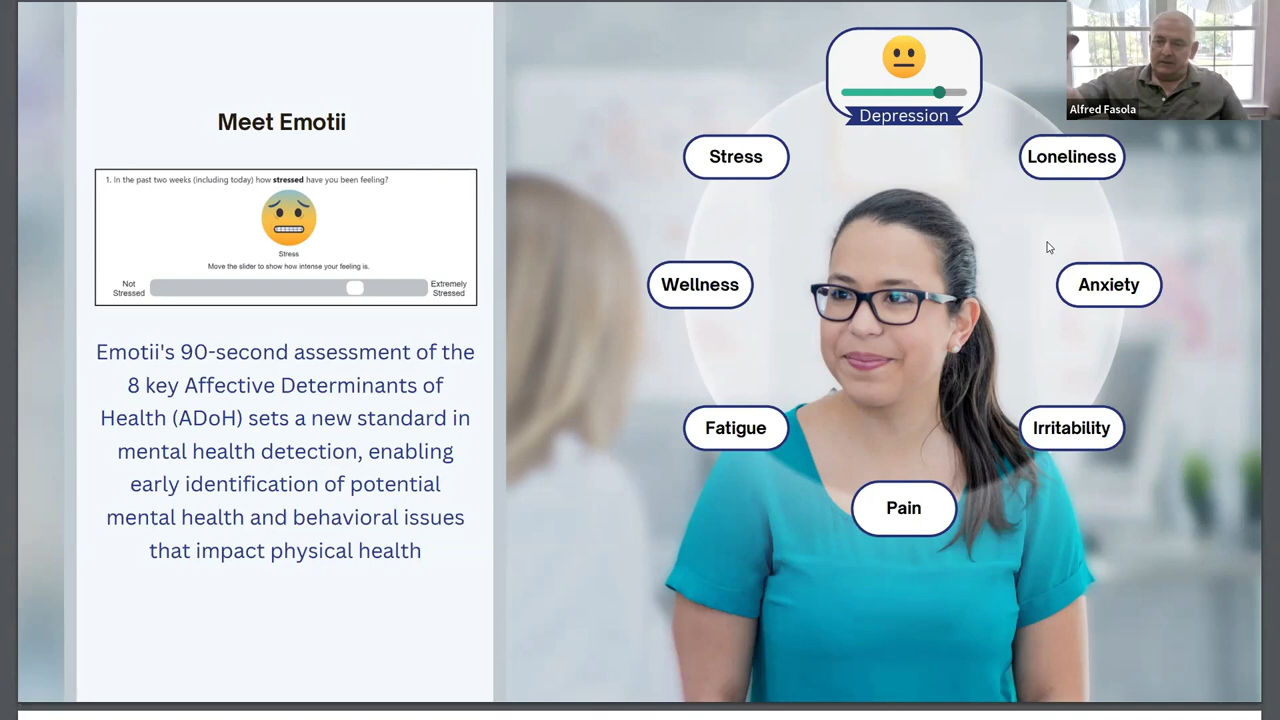 Meet Emotii
1. In the past two weeks (including today) how stressed have you been feeling?
Stress
Move the slider to show how intense your feeling is.
Not
Stressed
Extremely
Stressed
Emotii's 90-second assessment of the
8 key Affective Determinants of
Health (ADoH) sets a new standard in
mental health detection, enabling
early identification of potential
mental health and behavioral issues
that impact physical health
Depression
Stress
Loneliness
Wellness
Anxiety
Fatigue
Irritability
Pain
Alfred Fasola